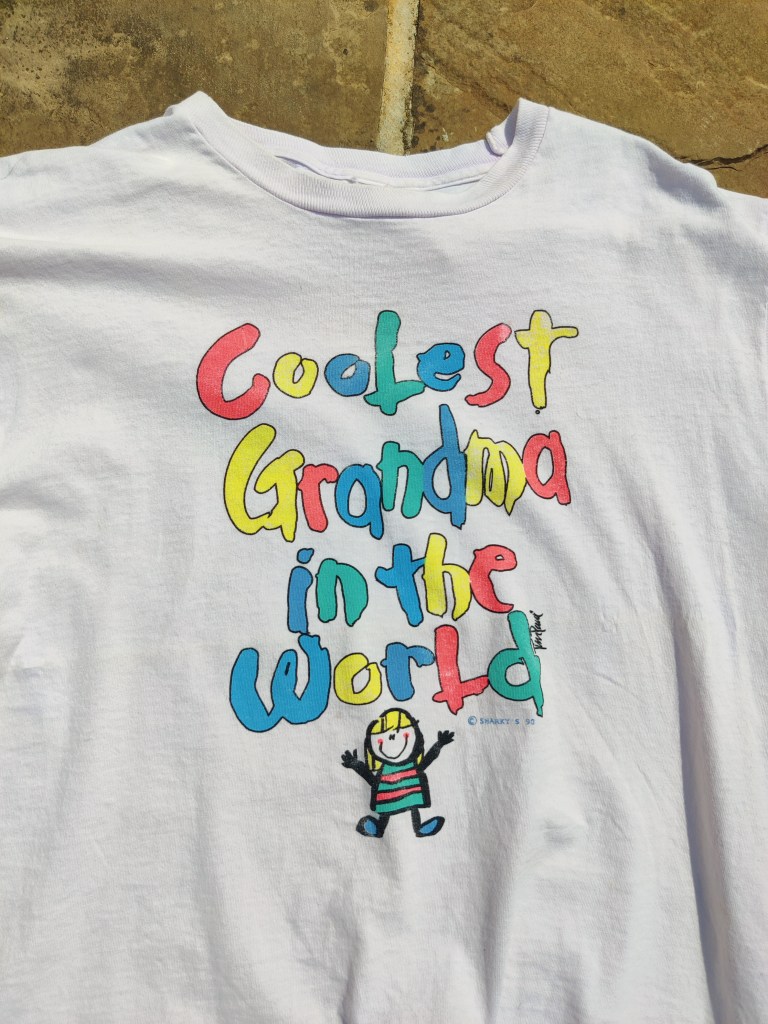 Coolest
Grandma
in the
World
© SHARKY'S 90